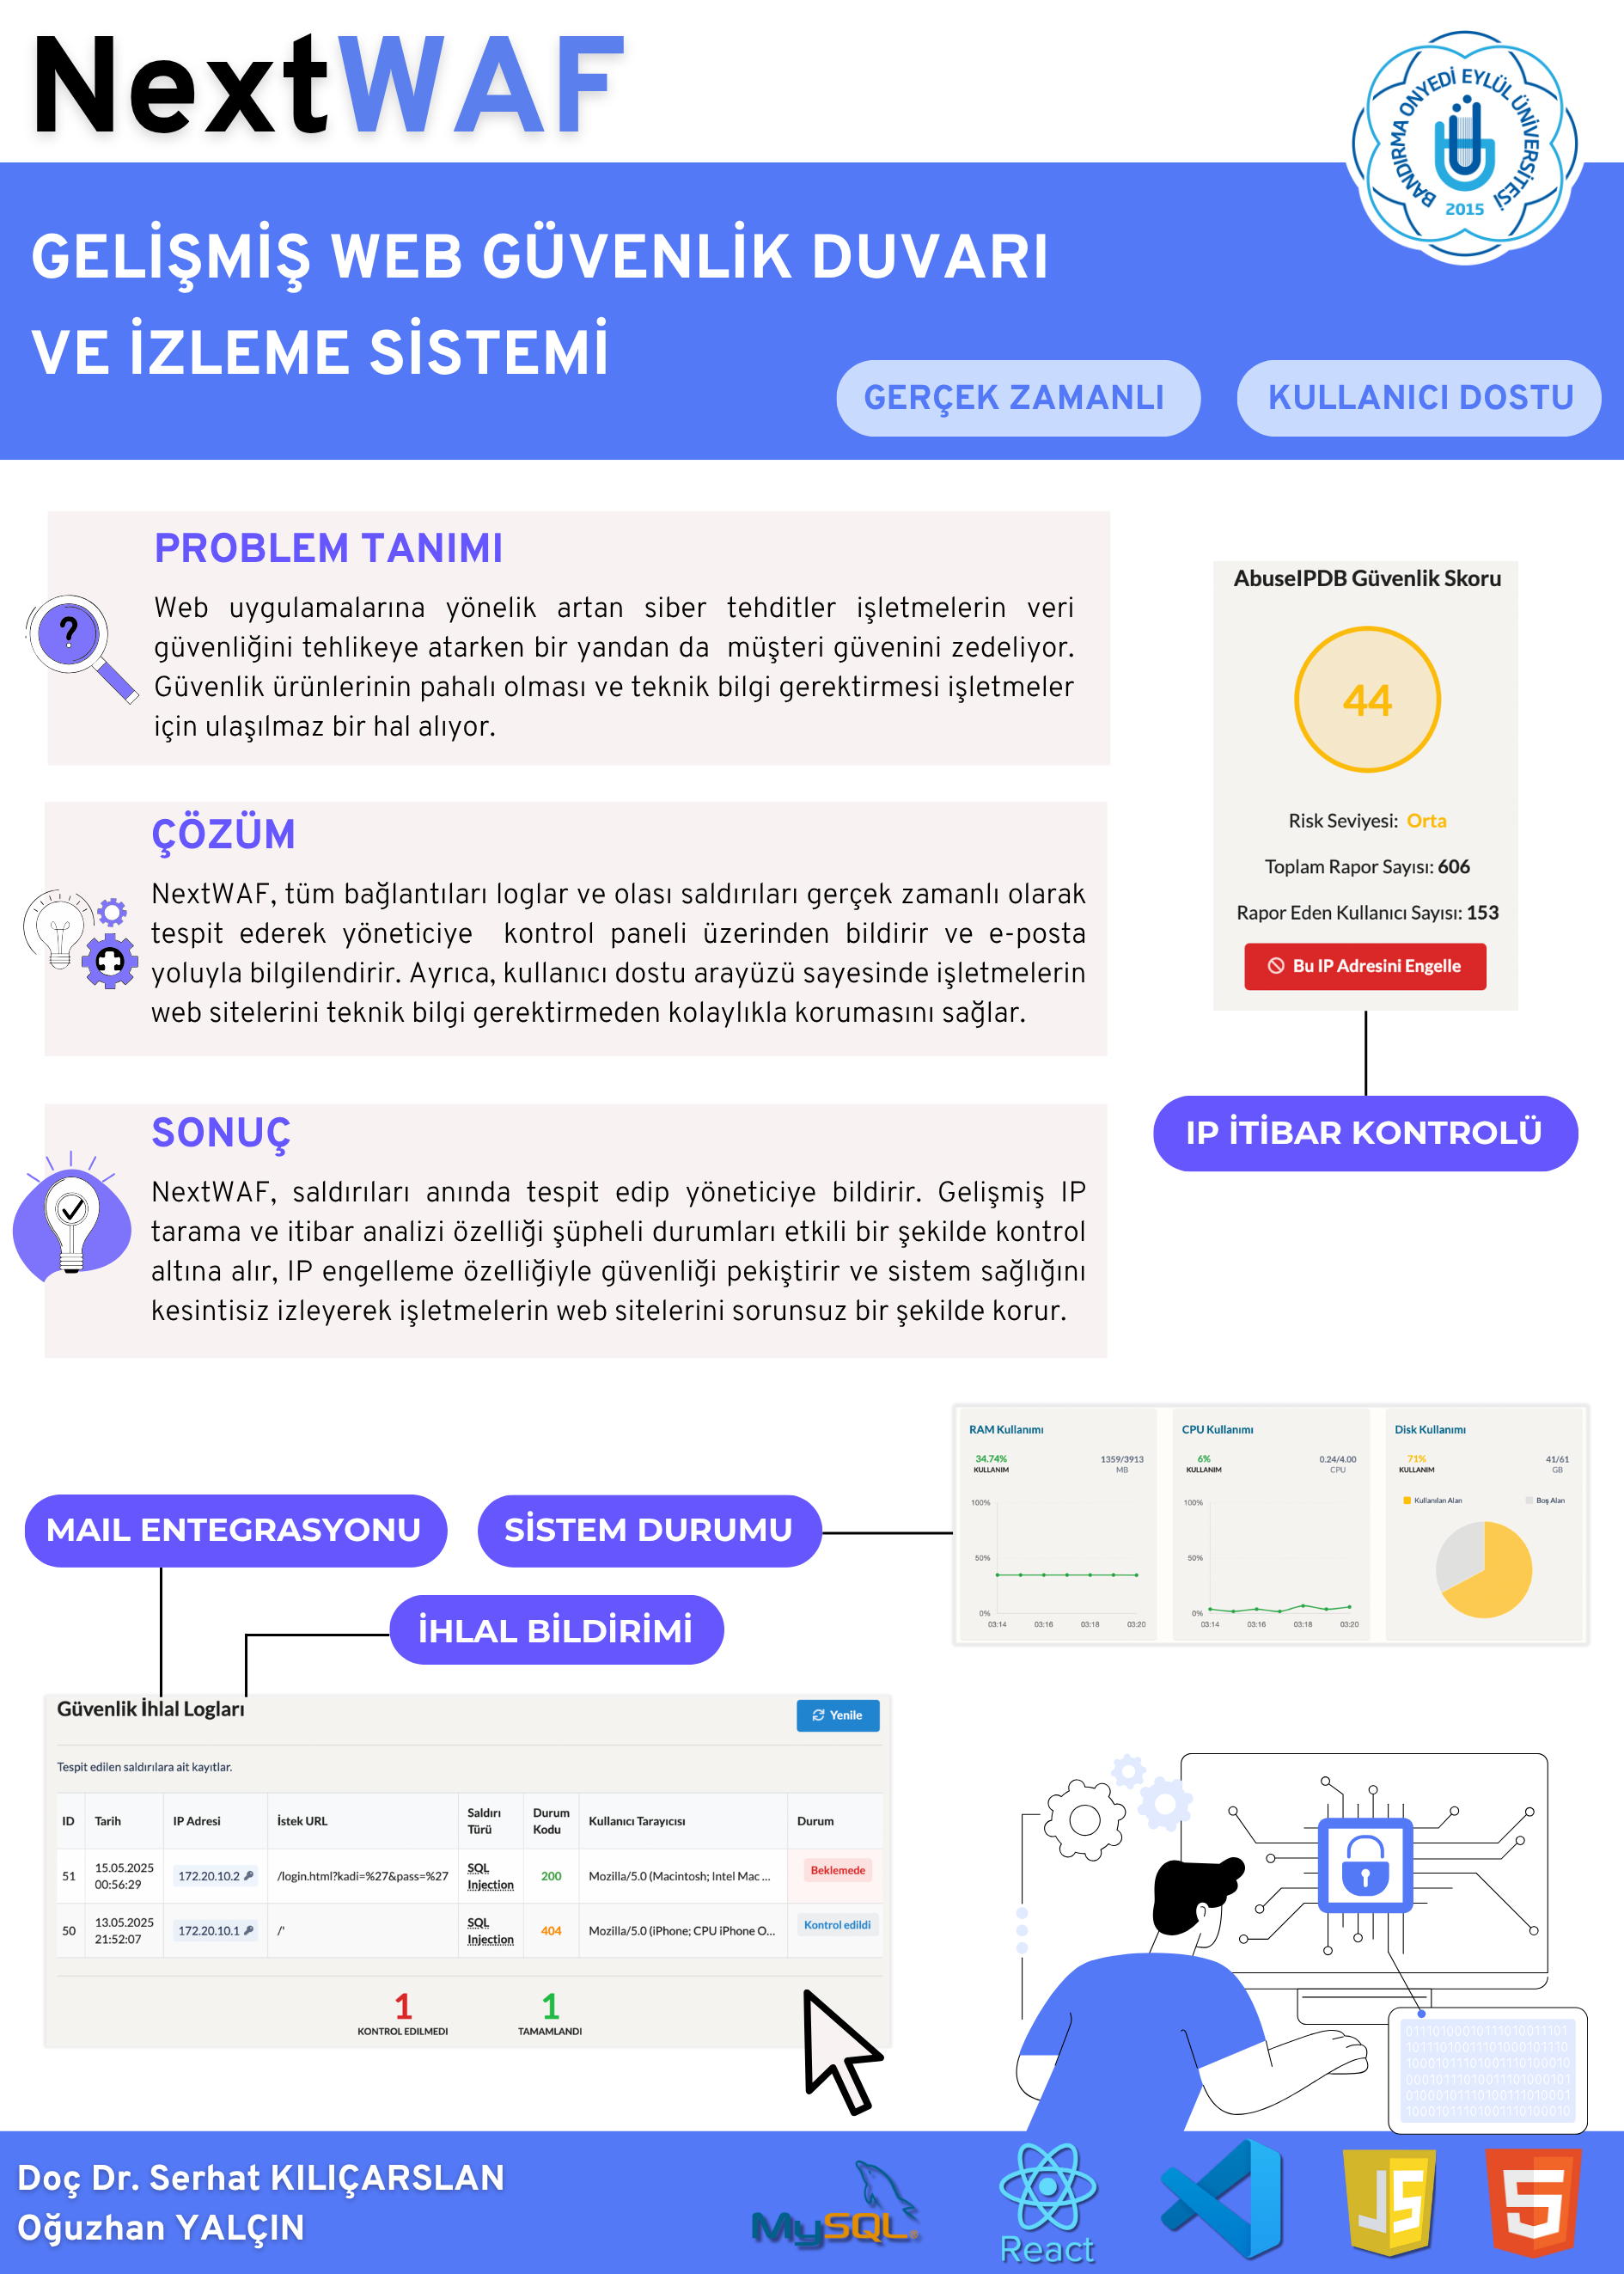 NextWAF
BANDIRMA ONYEDİ EYLÜL ÜNİVERSİTESİ
2015
GELİŞMİŞ WEB GÜVENLİK DUVARI
VE İZLEME SİSTEMİ
GERÇEK ZAMANLI
KULLANICI DOSTU
PROBLEM TANIMI
Web uygulamalarına yönelik artan siber tehditler işletmelerin veri
güvenliğini tehlikeye atarken bir yandan da müşteri güvenini zedeliyor.
Güvenlik ürünlerinin pahalı olması ve teknik bilgi gerektirmesi işletmeler
için ulaşılmaz bir hal alıyor.
?
ÇÖZÜM
NextWAF, tüm bağlantıları loglar ve olası saldırıları gerçek zamanlı olarak
tespit ederek yöneticiye kontrol paneli üzerinden bildirir ve e-posta
yoluyla bilgilendirir. Ayrıca, kullanıcı dostu arayüzü sayesinde işletmelerin
web sitelerini teknik bilgi gerektirmeden kolaylıkla korumasını sağlar.
SONUÇ
NextWAF, saldırıları anında tespit edip yöneticiye bildirir. Gelişmiş IP
tarama ve itibar analizi özelliği şüpheli durumları etkili bir şekilde kontrol
altına alır, IP engelleme özelliğiyle güvenliği pekiştirir ve sistem sağlığını
kesintisiz izleyerek işletmelerin web sitelerini sorunsuz bir şekilde korur.
AbuseIPDB Güvenlik Skoru
44
Risk Seviyesi: Orta
Toplam Rapor Sayısı: 606
Rapor Eden Kullanıcı Sayısı: 153
Bu IP Adresini Engelle
IP İTİBAR KONTROLÜ
MAIL ENTEGRASYONU
SİSTEM DURUMU
İHLAL BİLDİRİMİ
RAM Kullanımı
34.74%
KULLANIM
1359/3913
MB
100%
50%
0%
03:14 03:16 03:18 03:20
CPU Kullanımı
6%
KULLANIM
0.24/4.00
CPU
100%
50%
0%
03:14 03:16 03:18 03:20
Disk Kullanımı
71%
KULLANIM
41/61
GB
Kullanılan Alan
Boş Alan
Güvenlik İhlal Logları
Yenile
Tespit edilen saldırılara ait kayıtlar.
ID Tarih IP Adresi İstek URL Saldırı Türü Durum Kodu Kullanıcı Tarayıcısı Durum
51 15.05.2025 00:56:29 172.20.10.2 /login.html?kadi=%27&pass=%27 SQL Injection 200 Mozilla/5.0 (Macintosh; Intel Mac ... Beklemede
50 13.05.2025 21:52:07 172.20.10.1 /' SQL Injection 404 Mozilla/5.0 (iPhone; CPU iPhone O... Kontrol edildi
1
KONTROL EDILMEDI
1
TAMAMLANDI
Doç Dr. Serhat KILIÇARSLAN
Oğuzhan YALÇIN
MySQL
React
JS
5